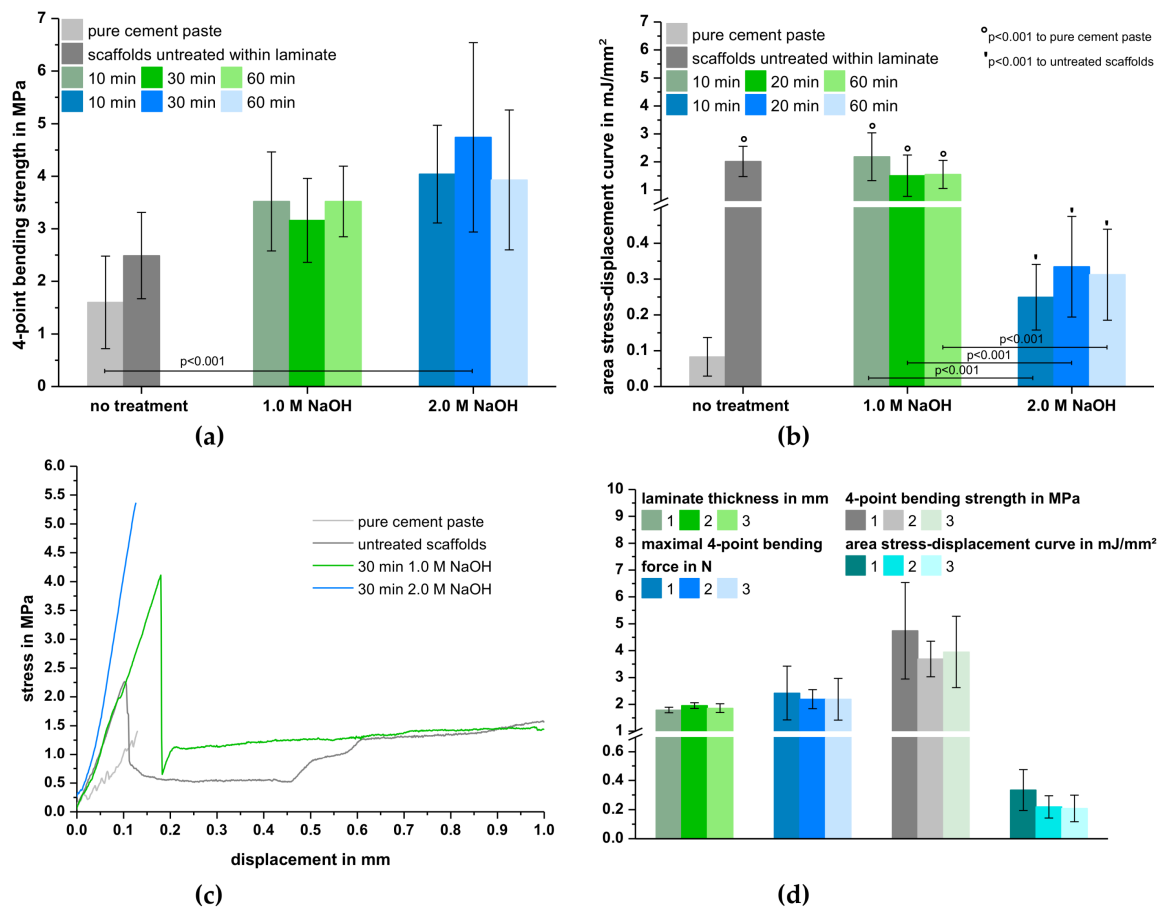 7
6
5
4
3
2
1
0
4-point bending strength in MPa
pure cement paste
scaffolds untreated within laminate
10 min 30 min 60 min
10 min 30 min 60 min
p<0.001
no treatment 1.0 M NaOH 2.0 M NaOH
(a)
7
6
5
4
3
2
1
0.4
0.3
0.2
0.1
0.0
area stress-displacement curve in mJ/mm²
pure cement paste
scaffolds untreated within laminate
10 min 20 min 60 min
10 min 20 min 60 min
°p<0.001 to pure cement paste
'p<0.001 to untreated scaffolds
p<0.001
p<0.001
p<0.001
no treatment 1.0 M NaOH 2.0 M NaOH
(b)
6.0
5.5
5.0
4.5
4.0
3.5
3.0
2.5
2.0
1.5
1.0
0.5
0.0
stress in MPa
pure cement paste
untreated scaffolds
30 min 1.0 M NaOH
30 min 2.0 M NaOH
0.0 0.1 0.2 0.3 0.4 0.5 0.6 0.7 0.8 0.9 1.0
displacement in mm
(c)
10
9
8
7
6
5
4
3
2
1
0.6
0.4
0.2
0.0
laminate thickness in mm
1 2 3
maximal 4-point bending
force in N
1 2 3
4-point bending strength in MPa
1 2 3
area stress-displacement curve in mJ/mm²
1 2 3
(d)